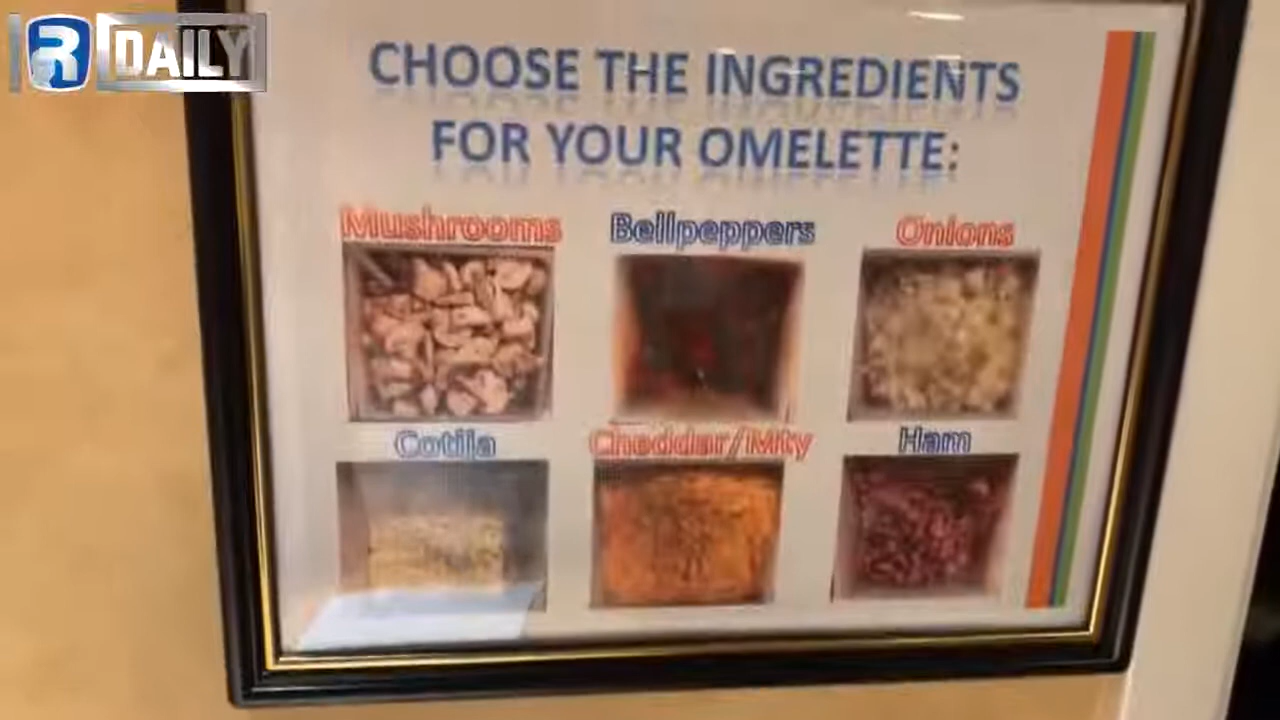 R DAILY
CHOOSE THE INGREDIENTS
FOR YOUR OMELETTE:
Mushrooms Bellpeppers Onions
Cotija Cheddar/Mty Ham